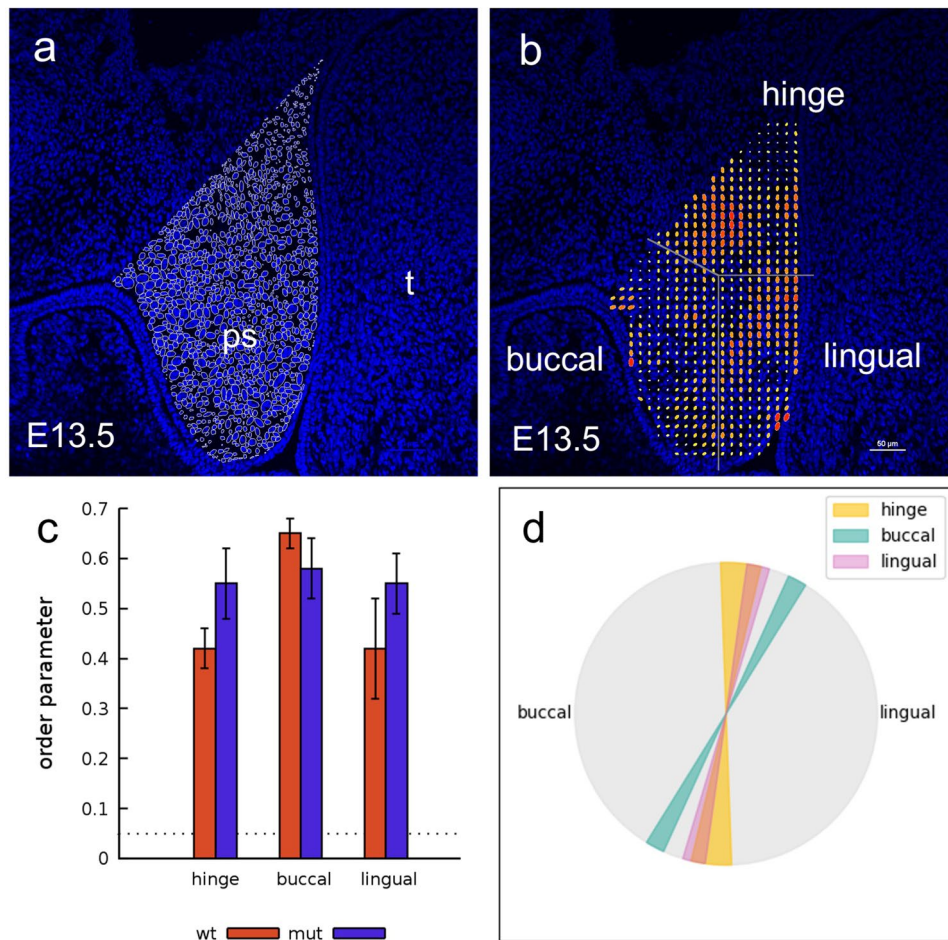 a
ps
t
E13.5
b
hinge
buccal
lingual
E13.5
50 µm
c
order parameter
0.7
0.6
0.5
0.4
0.3
0.2
0.1
0
hinge buccal lingual
wt mut
d
hinge
buccal
lingual
buccal lingual